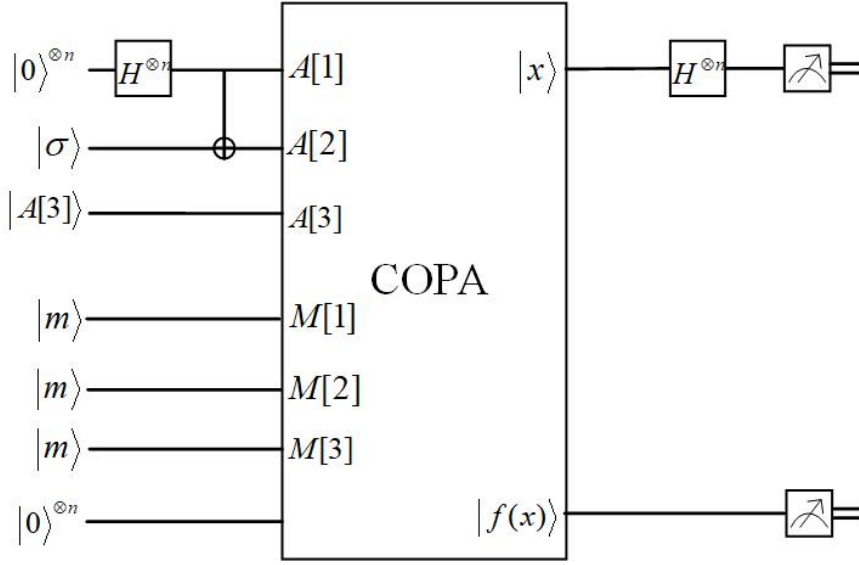 |0⟩^⊗n H^⊗n A[1] |x⟩ H^⊗n
|σ⟩ A[2]
|A[3]⟩ A[3]
COPA
|m⟩ M[1]
|m⟩ M[2]
|m⟩ M[3]
|0⟩^⊗n |f(x)⟩